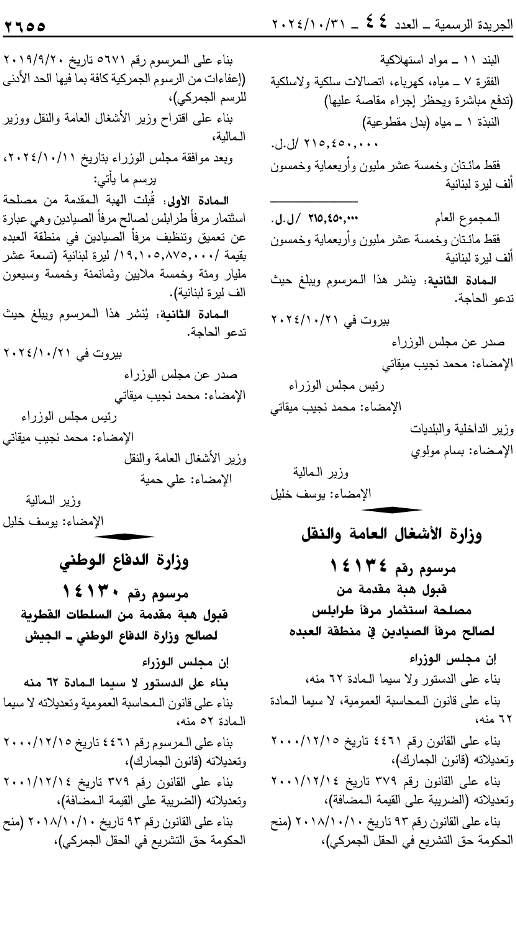 الجريدة الرسمية ــ العدد ٤٤ ــ ٢٠٢٤/١٠/٣١
٢٦٥٥
البند ١١ ــ مواد استهلاكية
الفقرة ٧ ــ مياه، كهرباء، اتصالات سلكية ولاسلكية
(تدفع مباشرة ويحظر إجراء مقاصة عليها)
النبذة ١ ــ مياه (بدل مقطوعية)
٢١٥,٤٥٠,٠٠٠ /ل.ل.
فقط مائتان وخمسة عشر مليون وأربعماية وخمسون
ألف ليرة لبنانية
المجموع العام ٢١٥,٤٥٠,٠٠٠ /ل.ل.
فقط مائتان وخمسة عشر مليون وأربعماية وخمسون
ألف ليرة لبنانية
المادة الثانية: ينشر هذا المرسوم ويبلغ حيث
تدعو الحاجة.
بيروت في ٢٠٢٤/١٠/٢١
صدر عن مجلس الوزراء
الإمضاء: محمد نجيب ميقاتي
رئيس مجلس الوزراء
الإمضاء: محمد نجيب ميقاتي
وزير الداخلية والبلديات
الإمضاء: بسام مولوي
وزير المالية
الإمضاء: يوسف خليل
وزارة الأشغال العامة والنقل
مرسوم رقم ١٤١٣٤
قبول هبة مقدمة من
مصلحة استثمار مرفأ طرابلس
لصالح مرفأ الصيادين في منطقة العبده
إن مجلس الوزراء
بناء على الدستور ولا سيما المادة ٦٢ منه،
بناء على قانون المحاسبة العمومية، لا سيما المادة
٦٢ منه،
بناء على القانون رقم ٤٤٦١ تاريخ ٢٠٠٠/١٢/١٥
وتعديلاته (قانون الجمارك)،
بناء على القانون رقم ٣٧٩ تاريخ ٢٠٠١/١٢/١٤
وتعديلاته (الضريبة على القيمة المضافة)،
بناء على القانون رقم ٩٣ تاريخ ٢٠١٨/١٠/١٠ (منح
الحكومة حق التشريع في الحقل الجمركي)،
بناء على المرسوم رقم ٥٦٧١ تاريخ ٢٠١٩/٩/٢٠
(إعفاءات من الرسوم الجمركية كافة بما فيها الحد الأدنى
للرسم الجمركي)،
بناء على اقتراح وزير الأشغال العامة والنقل ووزير
المالية،
وبعد موافقة مجلس الوزراء بتاريخ ٢٠٢٤/١٠/١١،
يرسم ما يأتي:
المادة الأولى: قُبلت الهبة المقدمة من مصلحة
استثمار مرفأ طرابلس لصالح مرفأ الصيادين وهي عبارة
عن تعميق وتنظيف مرفأ الصيادين في منطقة العبده
بقيمة /١٩,١٠٥,٨٧٥,٠٠٠/ ليرة لبنانية (تسعة عشر
مليار ومئة وخمسة ملايين وثمانمئة وخمسة وسبعون
الف ليرة لبنانية).
المادة الثانية: يُنشر هذا المرسوم ويبلغ حيث
تدعو الحاجة.
بيروت في ٢٠٢٤/١٠/٢١
صدر عن مجلس الوزراء
الإمضاء: محمد نجيب ميقاتي
رئيس مجلس الوزراء
الإمضاء: محمد نجيب ميقاتي
وزير الأشغال العامة والنقل
الإمضاء: علي حمية
وزير المالية
الإمضاء: يوسف خليل
وزارة الدفاع الوطني
مرسوم رقم ١٤١٣٠
قبول هبة مقدمة من السلطات القطرية
لصالح وزارة الدفاع الوطني ــ الجيش
إن مجلس الوزراء
بناء على الدستور لا سيما المادة ٦٢ منه
بناء على قانون المحاسبة العمومية وتعديلاته لا سيما
المادة ٥٢ منه،
بناء على المرسوم رقم ٤٤٦١ تاريخ ٢٠٠٠/١٢/١٥
وتعديلاته (قانون الجمارك)،
بناء على القانون رقم ٣٧٩ تاريخ ٢٠٠١/١٢/١٤
وتعديلاته (الضريبة على القيمة المضافة)،
بناء على القانون رقم ٩٣ تاريخ ٢٠١٨/١٠/١٠ (منح
الحكومة حق التشريع في الحقل الجمركي)،